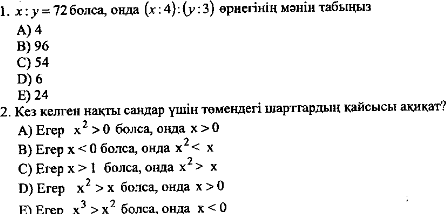 1. x : y = 72 болса, онда (x : 4) : (y : 3) өрнегінің мәнін табыңыз
A) 4
B) 96
C) 54
D) 6
E) 24
2. Кез келген нақты сандар үшін төмендегі шарттардың қайсысы ақиқат?
A) Егер x² > 0 болса, онда x > 0
B) Егер x < 0 болса, онда x² < x
C) Егер x > 1 болса, онда x² > x
D) Егер x² > x болса, онда x > 0
E) Егер x³ > x² болса, онда x < 0